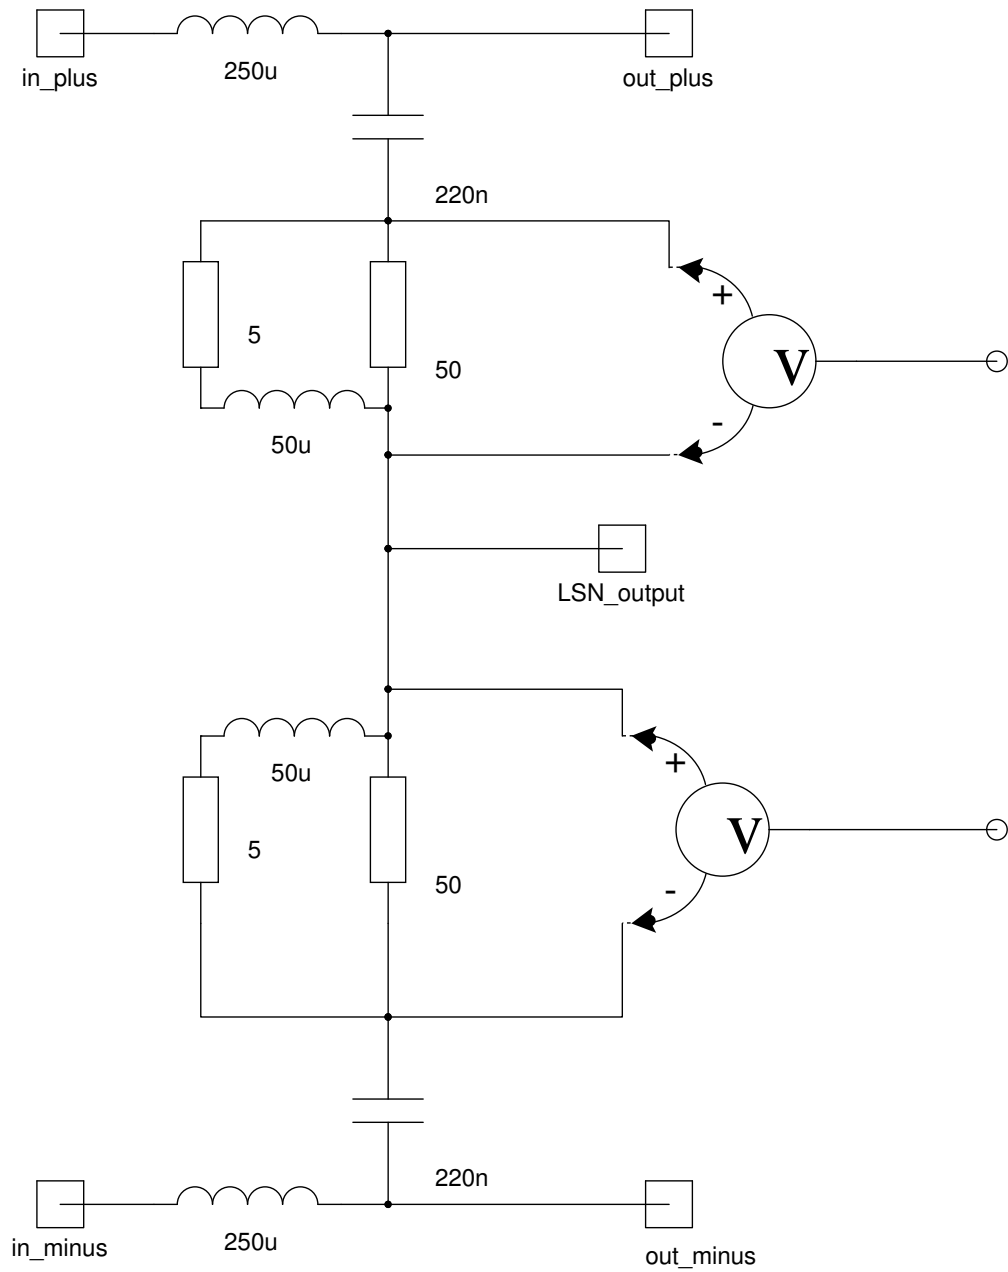 in_plus
250u
out_plus
220n
5
50
50u
+
V
-
LSN_output
50u
5
50
+
V
-
220n
in_minus
250u
out_minus